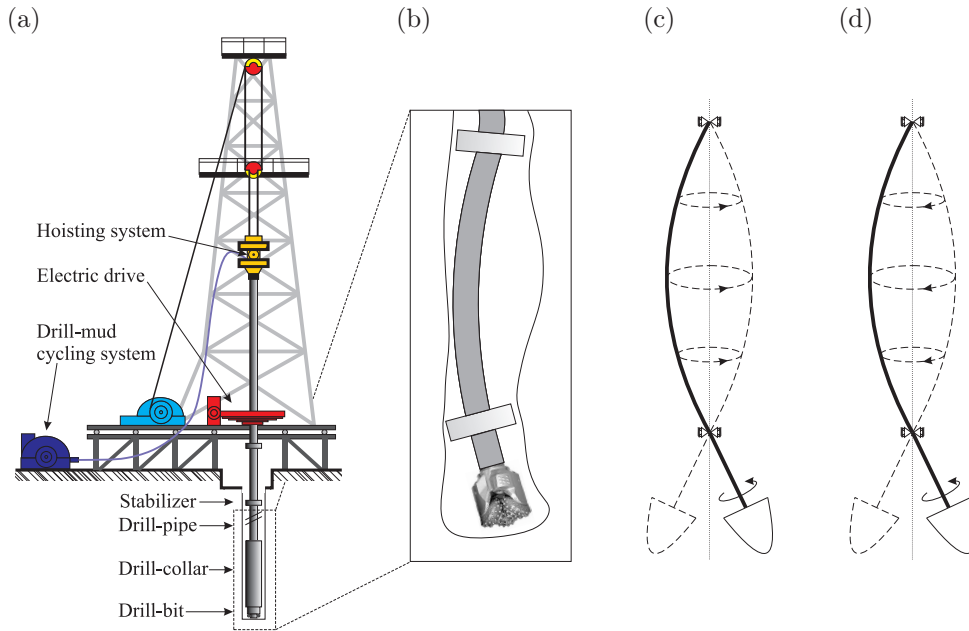 (a)
(b)
(c)
(d)
Hoisting system
Electric drive
Drill-mud
cycling system
Stabilizer
Drill-pipe
Drill-collar
Drill-bit